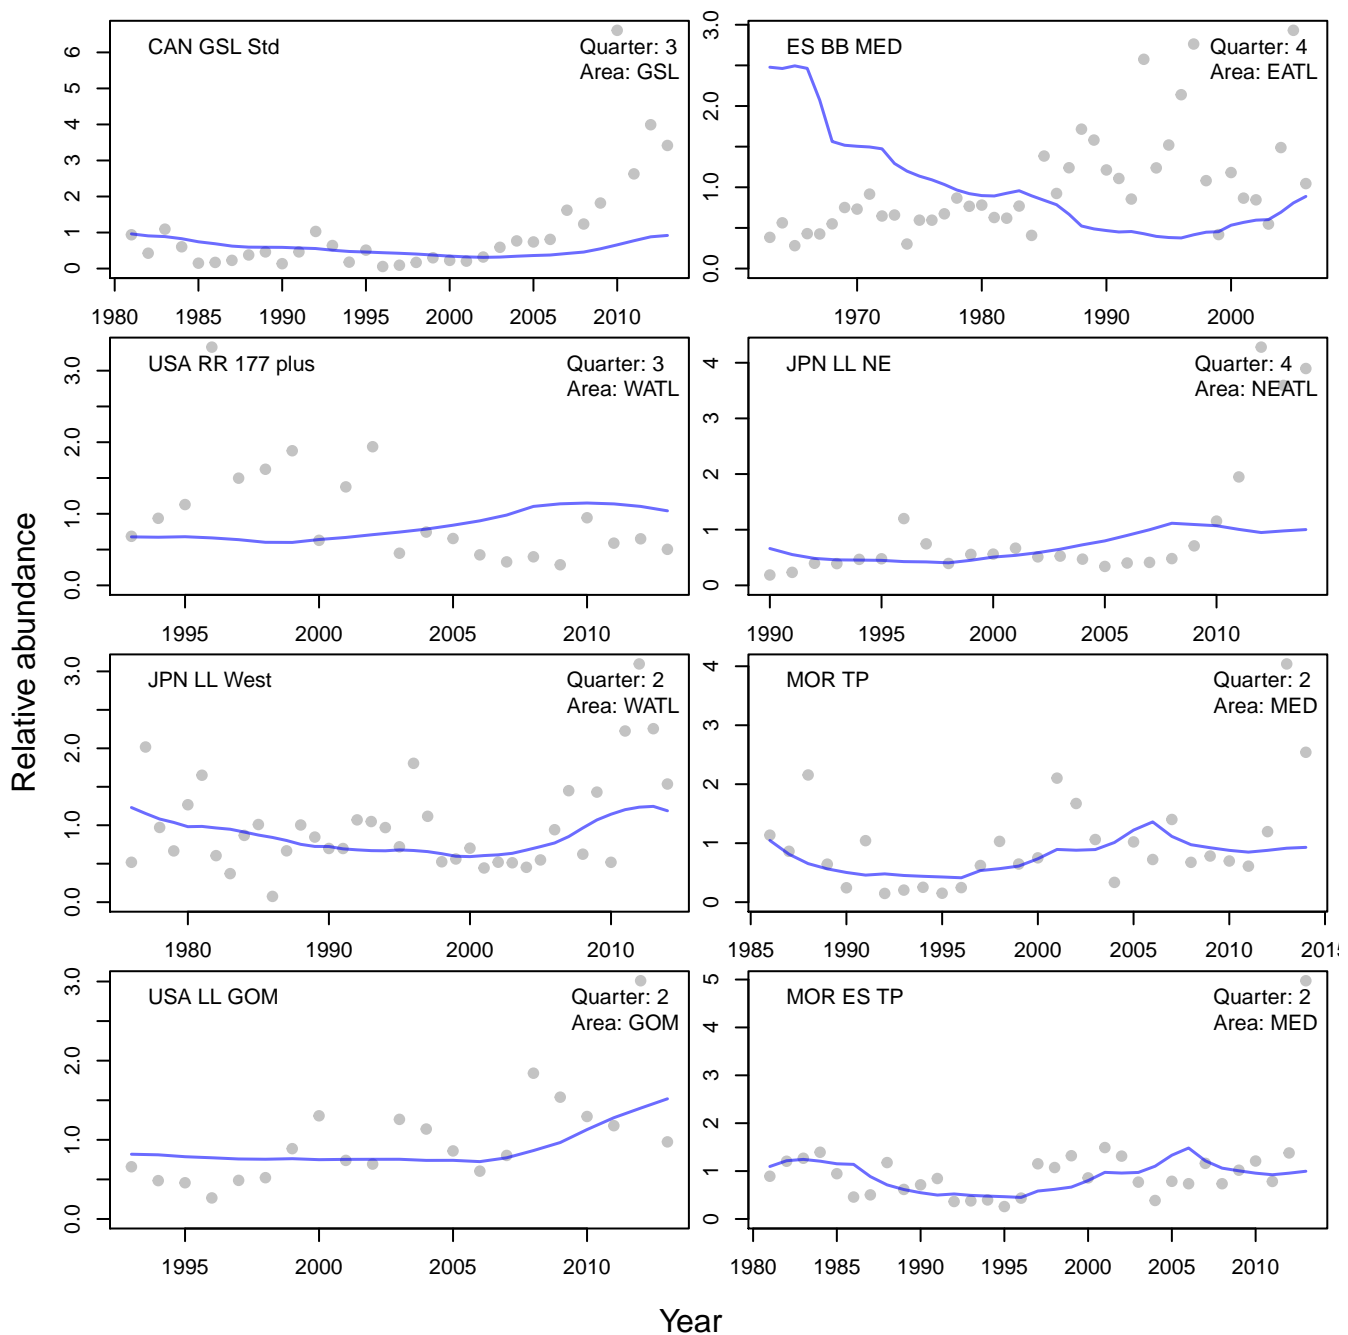 CAN GSL Std
Quarter: 3
Area: GSL
0 1 2 3 4 5 6
1980 1985 1990 1995 2000 2005 2010
ES BB MED
Quarter: 4
Area: EATL
0.0 1.0 2.0 3.0
1970 1980 1990 2000
USA RR 177 plus
Quarter: 3
Area: WATL
0.0 1.0 2.0 3.0
1995 2000 2005 2010
JPN LL NE
Quarter: 4
Area: NEATL
0 1 2 3 4
1990 1995 2000 2005 2010
JPN LL West
Quarter: 2
Area: WATL
0.0 1.0 2.0 3.0
1980 1990 2000 2010
MOR TP
Quarter: 2
Area: MED
0 1 2 3 4
1985 1990 1995 2000 2005 2010 201
USA LL GOM
Quarter: 2
Area: GOM
0.0 1.0 2.0 3.0
1995 2000 2005 2010
MOR ES TP
Quarter: 2
Area: MED
0 1 2 3 4 5
1980 1985 1990 1995 2000 2005 2010
Relative abundance
Year